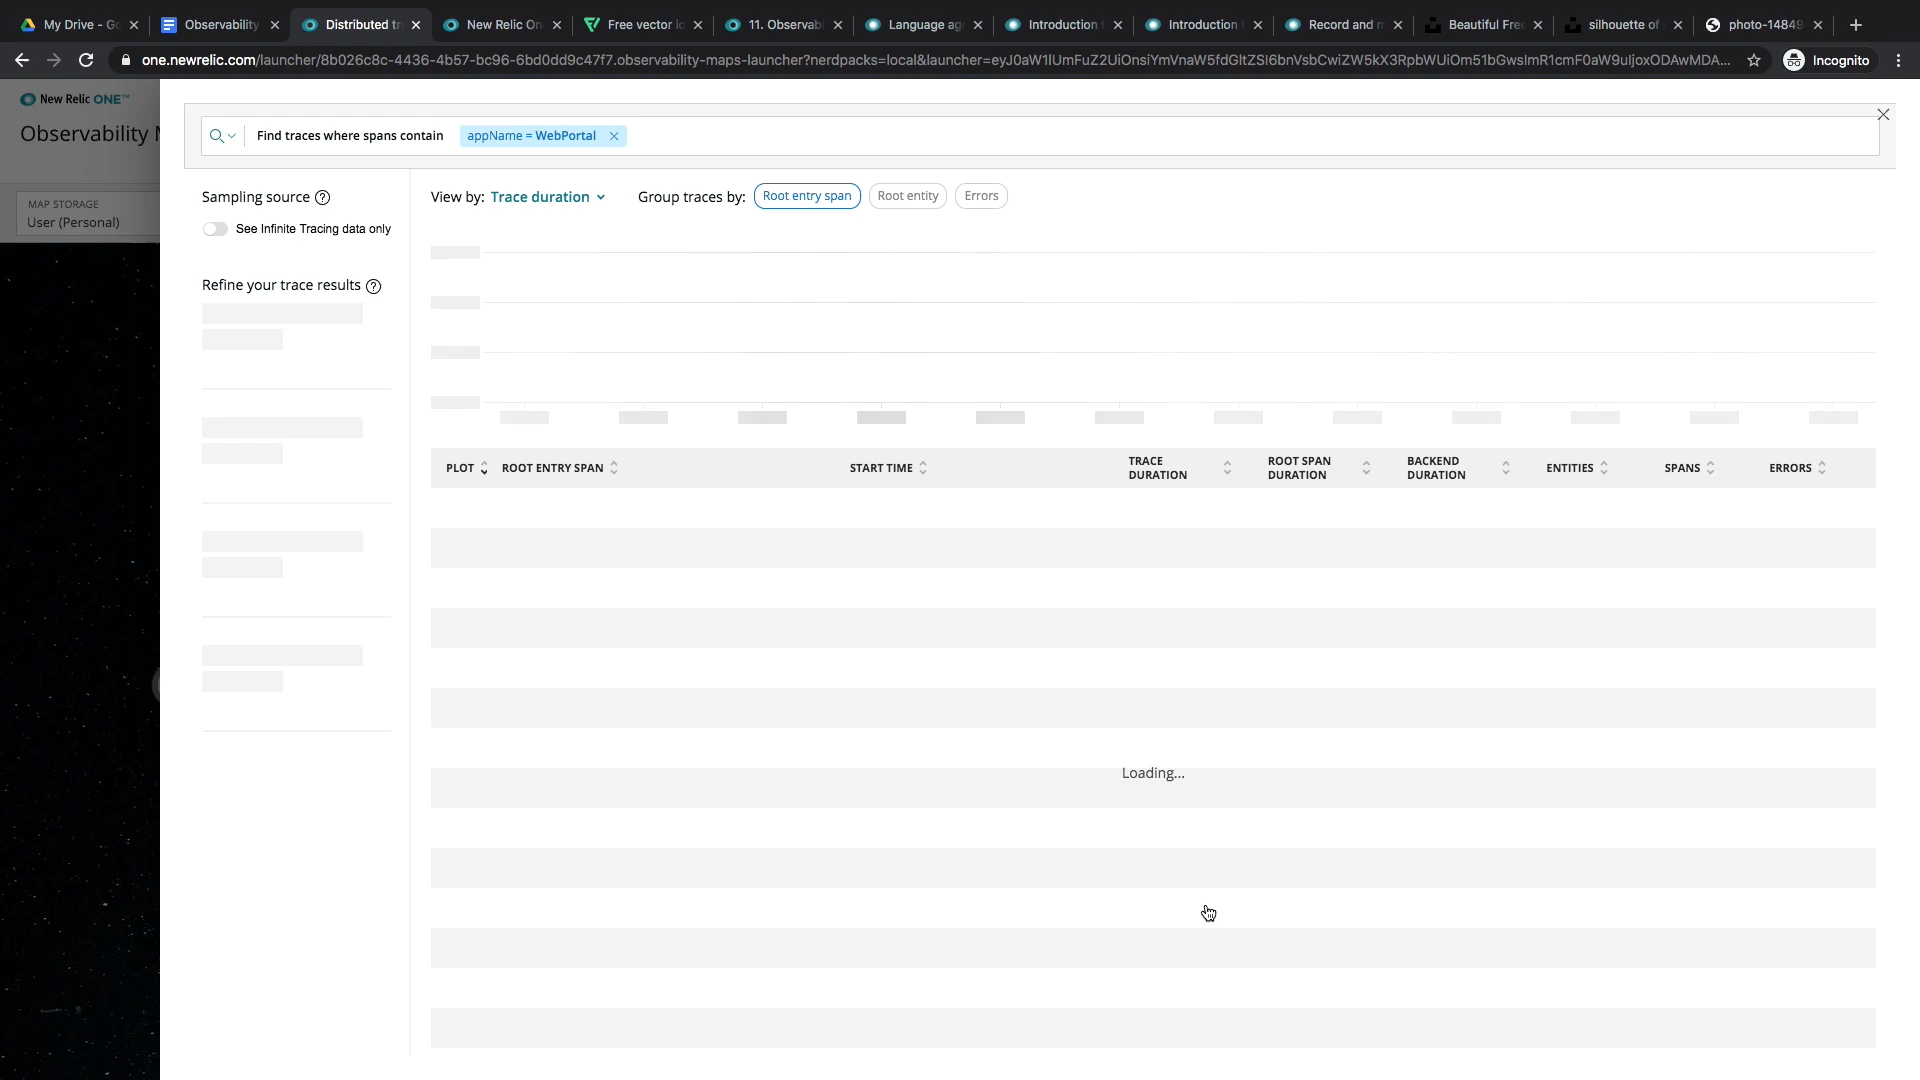 My Drive - Go
Observability
Distributed tr
New Relic On
Free vector ic
11. Observab
Language ag
Introduction t
Introduction t
Record and m
Beautiful Free
silhouette of
photo-14849
one.newrelic.com/launcher/8b026c8c-4436-4b57-bc96-6bd0dd9c47f7.observability-maps-launcher?nerdpacks=local&launcher=eyJ0aW1lUmFuZ2UiOnsiYmVnaW5fdGltZSI6bnVsbCwiZW5kX3RpbWUiOm51bGwsImR1cmF0aW9uIjoxODAwMDA...
Incognito
New Relic ONE™
Observability M
MAP STORAGE
User (Personal)
Find traces where spans contain appName = WebPortal
Sampling source
See Infinite Tracing data only
Refine your trace results
View by: Trace duration
Group traces by: Root entry span Root entity Errors
PLOT ROOT ENTRY SPAN START TIME TRACE DURATION ROOT SPAN DURATION BACKEND DURATION ENTITIES SPANS ERRORS
Loading...